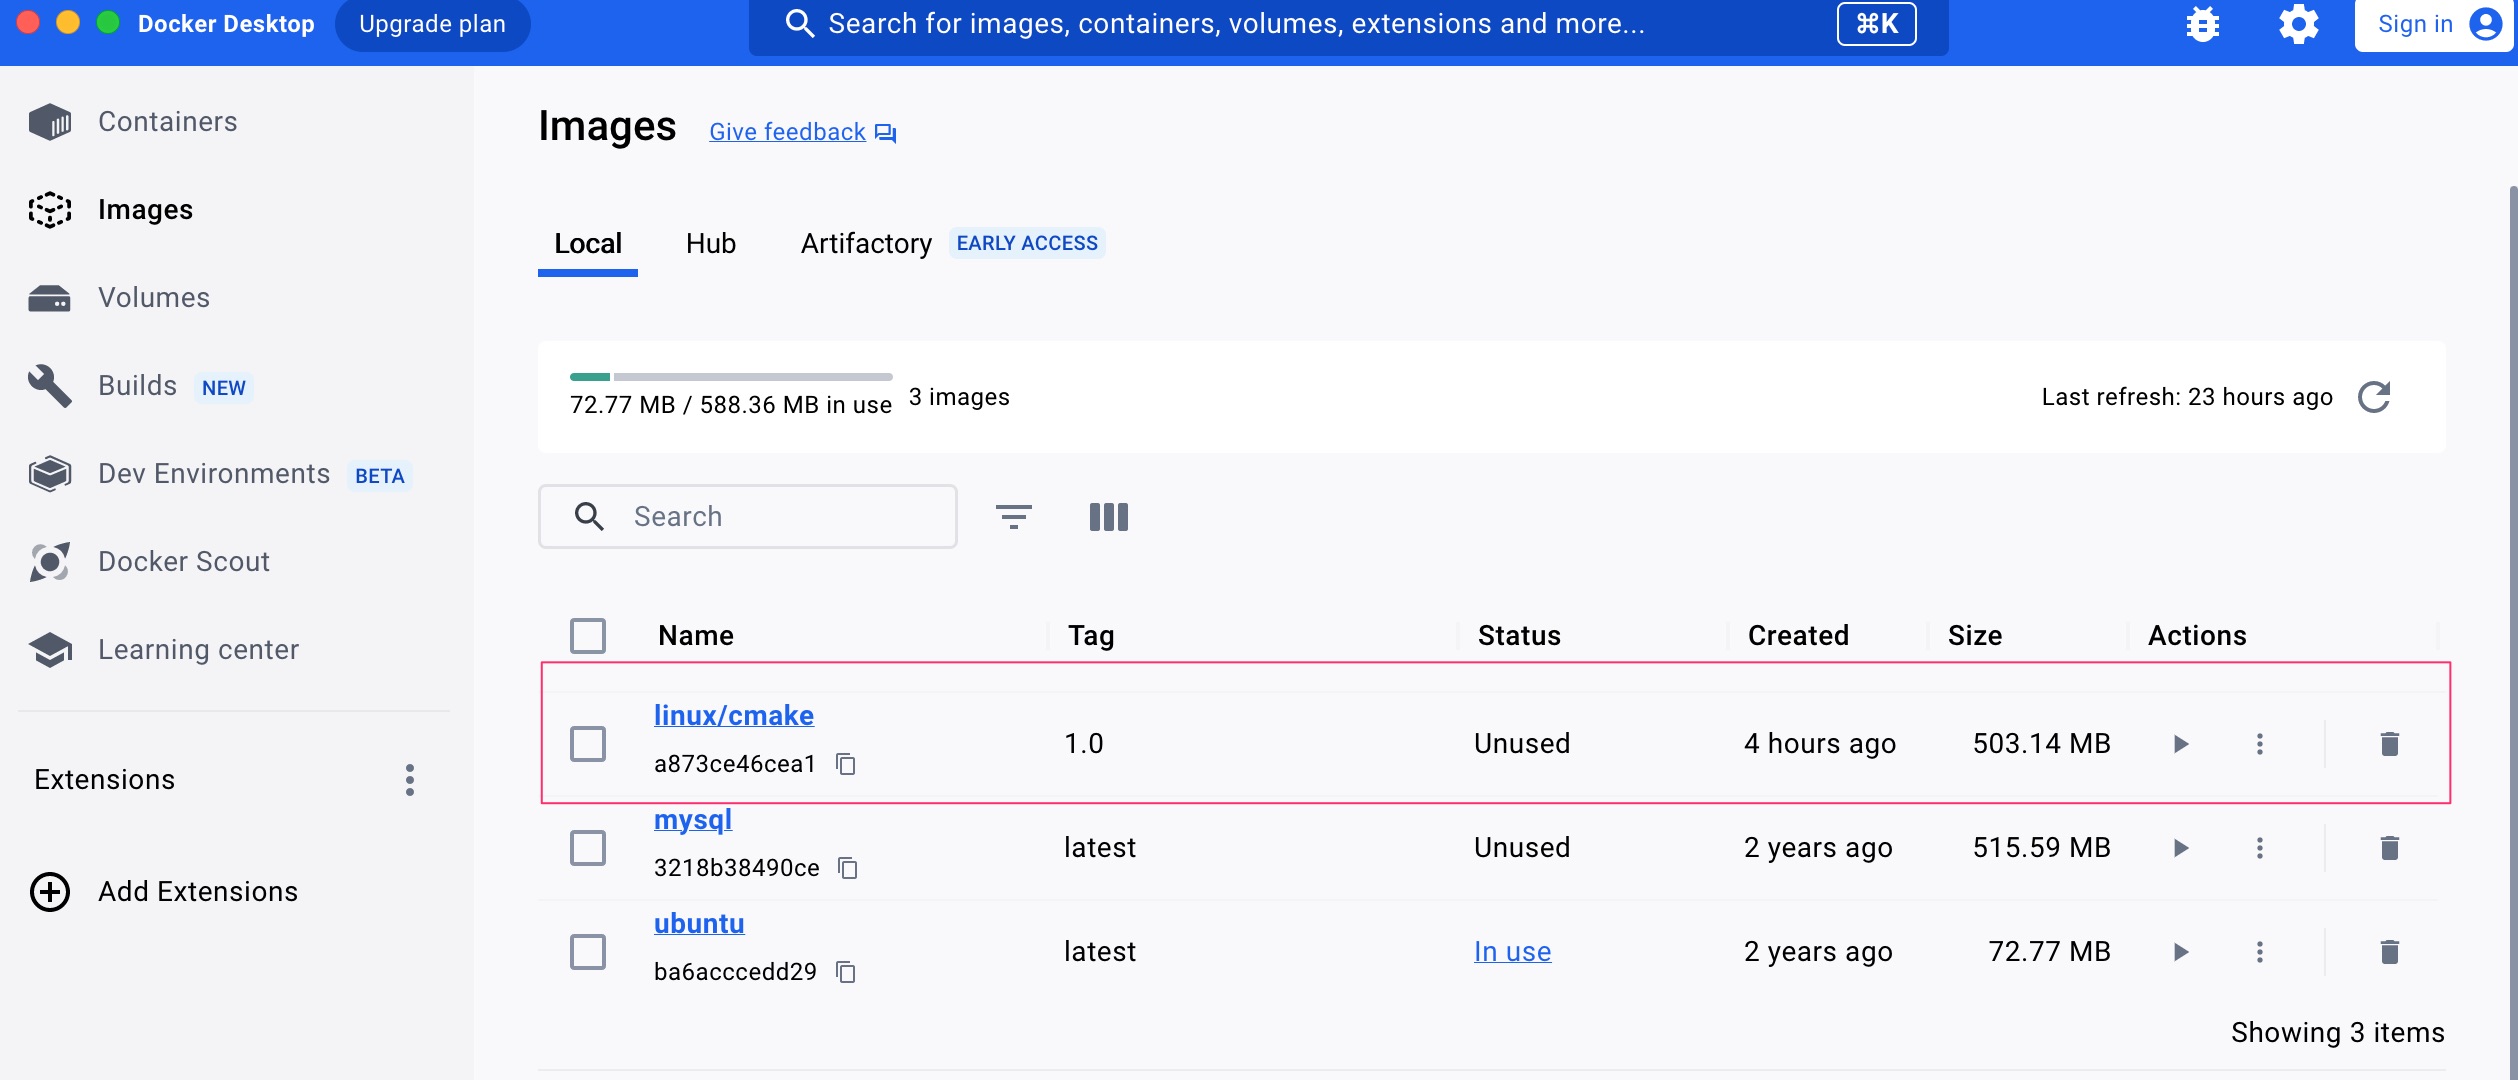 Docker Desktop Upgrade plan Search for images, containers, volumes, extensions and more... ⌘K Sign in
Containers
Images
Volumes
Builds NEW
Dev Environments BETA
Docker Scout
Learning center
Extensions
Add Extensions
Images Give feedback
Local Hub Artifactory EARLY ACCESS
72.77 MB / 588.36 MB in use 3 images Last refresh: 23 hours ago
Search
Name Tag Status Created Size Actions
linux/cmake
a873ce46cea1 1.0 Unused 4 hours ago 503.14 MB
mysql
3218b38490ce latest Unused 2 years ago 515.59 MB
ubuntu
ba6acccedd29 latest In use 2 years ago 72.77 MB
Showing 3 items